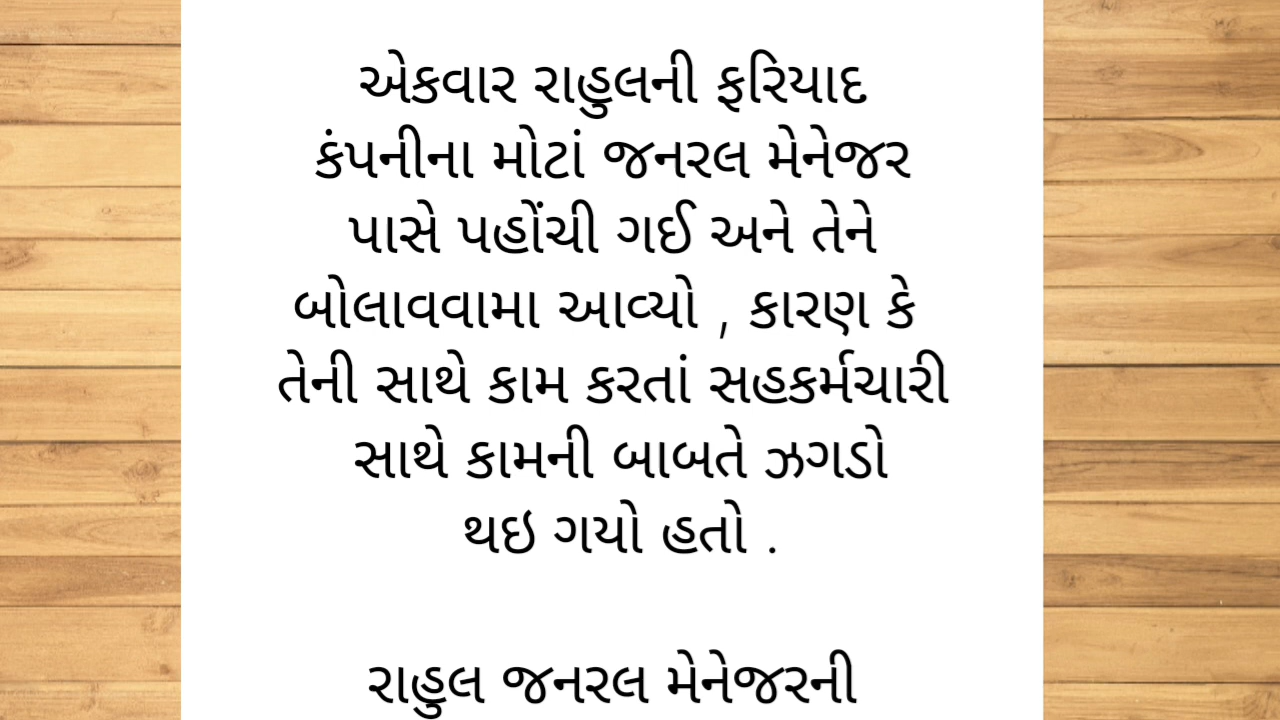 એકવાર રાહુલની ફરિયાદ
કંપનીના મોટાં જનરલ મેનેજર
પાસે પહોંચી ગઈ અને તેને
બોલાવવામા આવ્યો , કારણ કે
તેની સાથે કામ કરતાં સહકર્મચારી
સાથે કામની બાબતે ઝગડો
થઇ ગયો હતો .
રાહુલ જનરલ મેનેજરની